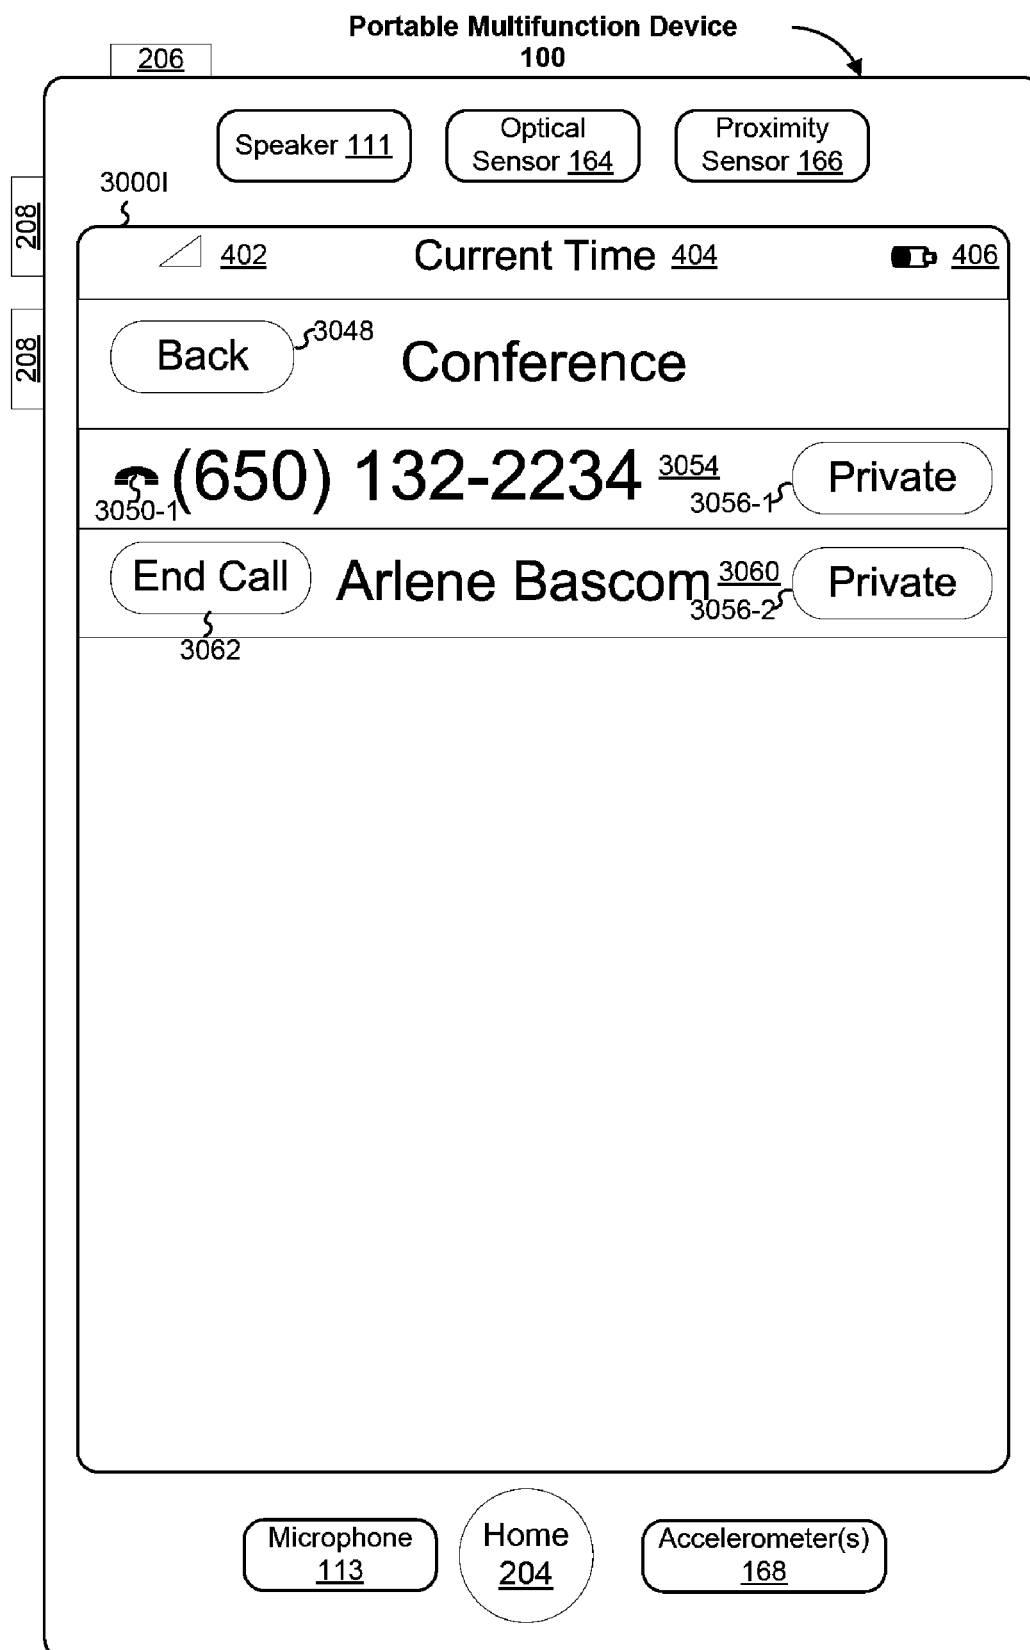 Portable Multifunction Device
100
206
Speaker 111
Optical
Sensor 164
Proximity
Sensor 166
208
3000I
402
Current Time 404
406
208
Back
3048
Conference
(650) 132-2234
3054
3050-1
3056-1
Private
End Call
3062
Arlene Bascom
3060
3056-2
Private
Microphone
113
Home
204
Accelerometer(s)
168